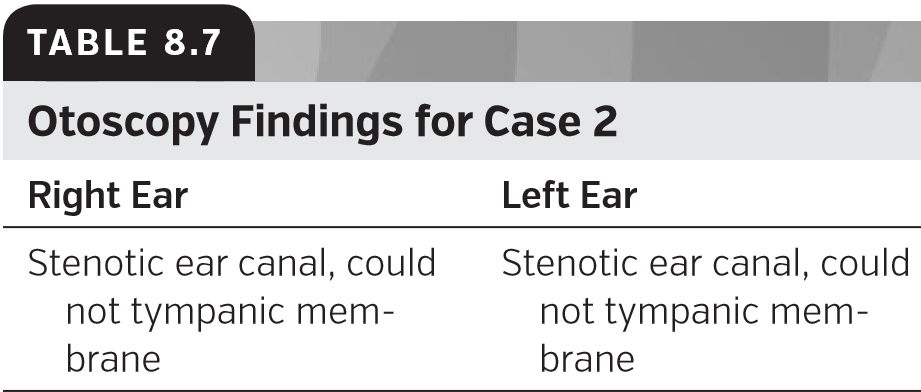 TABLE 8.7
Otoscopy Findings for Case 2
Right Ear Left Ear
Stenotic ear canal, could Stenotic ear canal, could
not tympanic mem- not tympanic mem-
brane brane